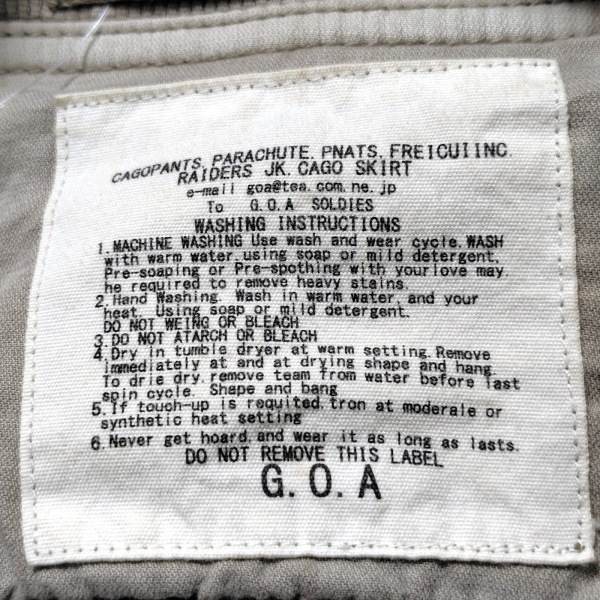 CAGOPANTS. PARACHUTE. PNATS. FREICUIINC.
RAIDERS JK. CAGO SKIRT
e-mail goa@tea.com.ne.jp
To G.O.A SOLDIES
WASHING INSTRUCTIONS
1. MACHINE WASHING Use wash and wear cycle. WASH
with warm water. using soap or mild detergent.
Pre-soaping or Pre-spothing with your love may.
he required to remove heavy stains.
2. Hand Washing. Wash in warm water, and your
heat. Using soap or mild detergent.
DO NOT WEING OR BLEACH
3. DO NOT ATARCH OR BLEACH
4. Dry in tumble dryer at warm setting. Remove
immediately at and at drying shape and hang.
To drie dry. remove team from water before last
spin cycle. Shape and bang
5. If touch-up is requited. tron at moderale or
synthetic heat setting
6. Never get hoard, and wear it as long as lasts.
DO NOT REMOVE THIS LABEL
G.O.A